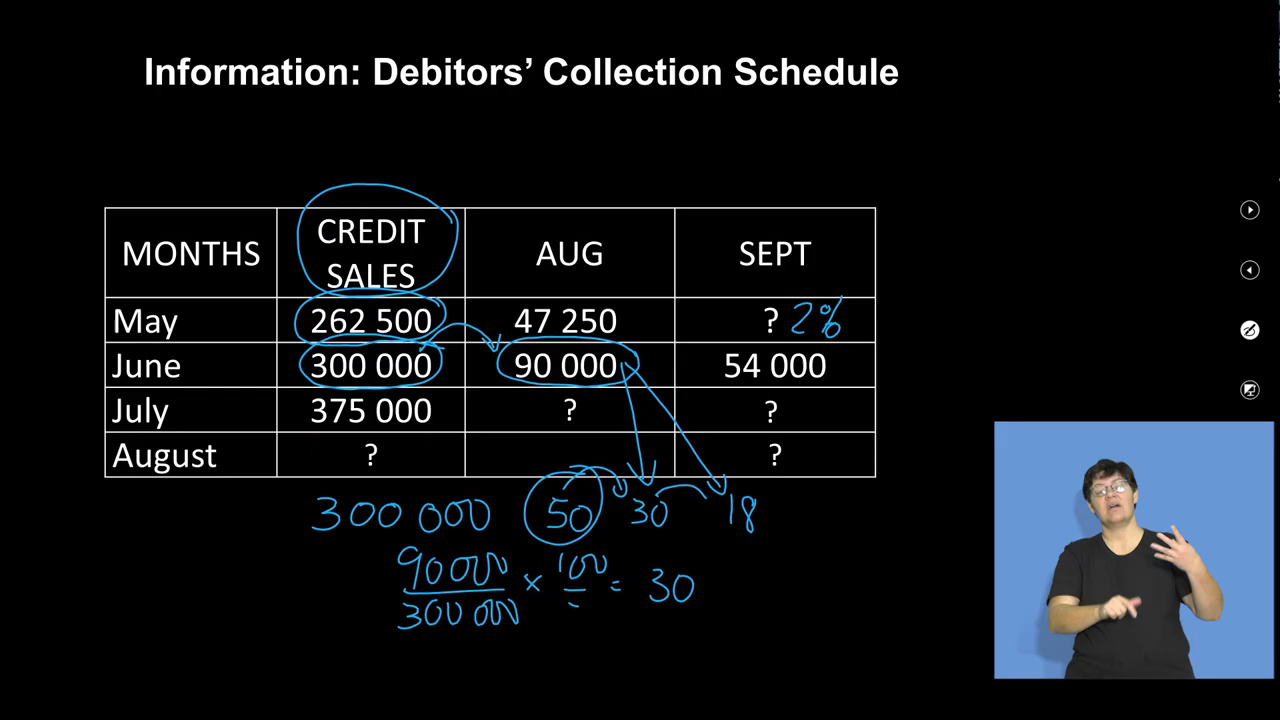 Information: Debitors’ Collection Schedule
MONTHS CREDIT SALES AUG SEPT
May 262 500 47 250 ? 2%
June 300 000 90 000 54 000
July 375 000 ? ?
August ? ?
300 000 50 30 18
90 000 × 100 = 30
300 000